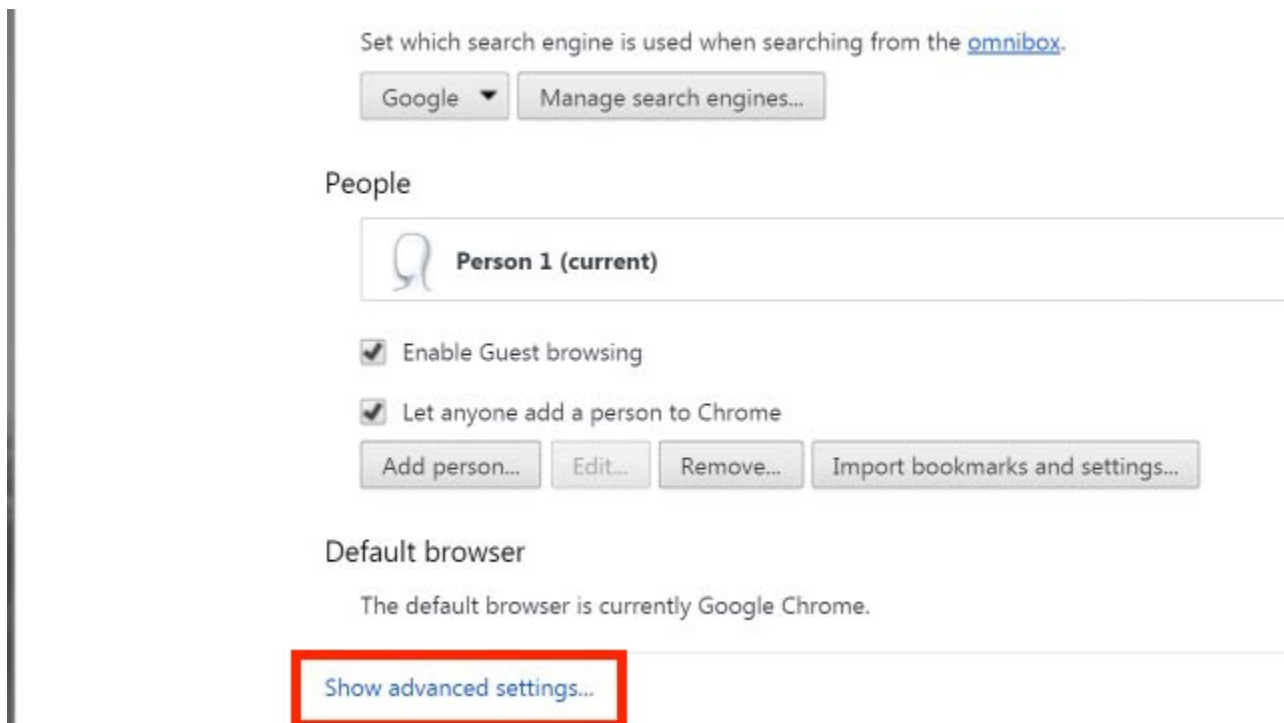 Set which search engine is used when searching from the omnibox.
Google Manage search engines...
People
Person 1 (current)
Enable Guest browsing
Let anyone add a person to Chrome
Add person... Edit... Remove... Import bookmarks and settings...
Default browser
The default browser is currently Google Chrome.
Show advanced settings...